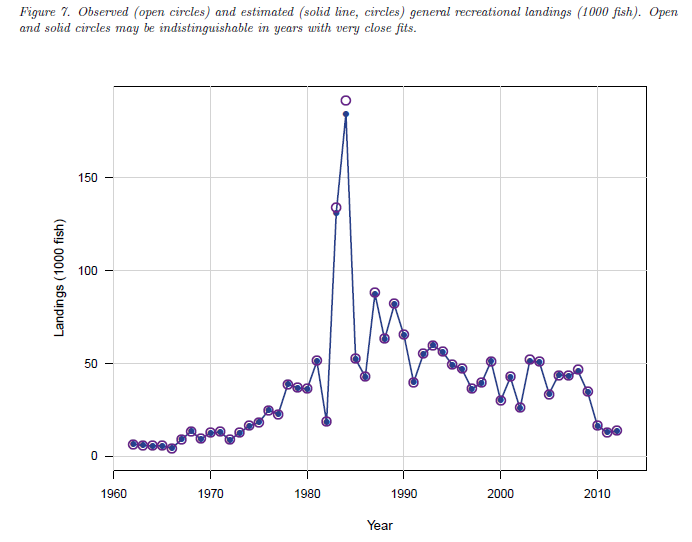 Figure 7. Observed (open circles) and estimated (solid line, circles) general recreational landings (1000 fish). Open
and solid circles may be indistinguishable in years with very close fits.
150
100
50
0
Landings (1000 fish)
1960 1970 1980 1990 2000 2010
Year